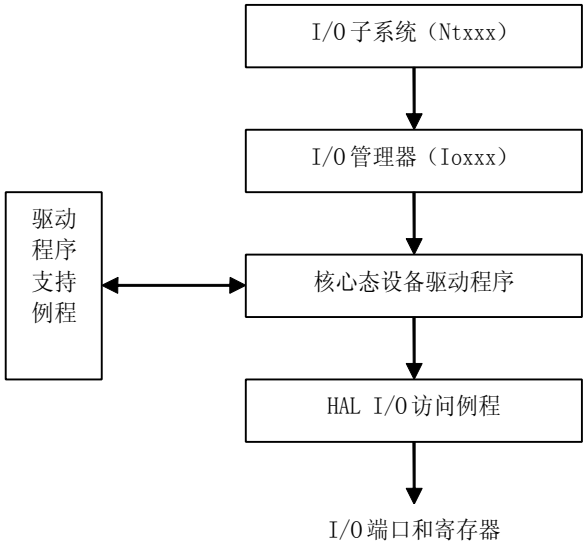 I/O子系统（Ntxxx）
I/O管理器（Ioxxx）
驱动
程序
支持
例程
核心态设备驱动程序
HAL I/O访问例程
I/O端口和寄存器